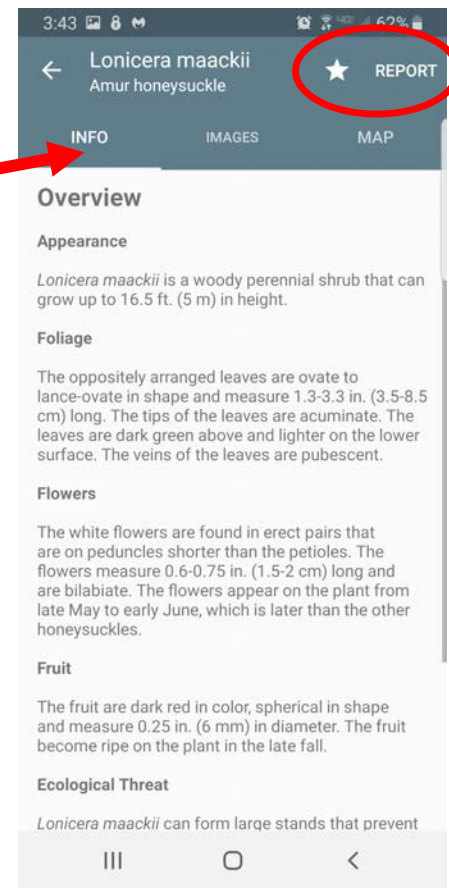 3:43 4G 62%
Lonicera maackii
Amur honeysuckle
REPORT
INFO IMAGES MAP
Overview
Appearance
Lonicera maackii is a woody perennial shrub that can
grow up to 16.5 ft. (5 m) in height.
Foliage
The oppositely arranged leaves are ovate to
lance-ovate in shape and measure 1.3-3.3 in. (3.5-8.5
cm) long. The tips of the leaves are acuminate. The
leaves are dark green above and lighter on the lower
surface. The veins of the leaves are pubescent.
Flowers
The white flowers are found in erect pairs that
are on peduncles shorter than the petioles. The
flowers measure 0.6-0.75 in. (1.5-2 cm) long and
are bilabiate. The flowers appear on the plant from
late May to early June, which is later than the other
honeysuckles.
Fruit
The fruit are dark red in color, spherical in shape
and measure 0.25 in. (6 mm) in diameter. The fruit
become ripe on the plant in the late fall.
Ecological Threat
Lonicera maackii can form large stands that prevent